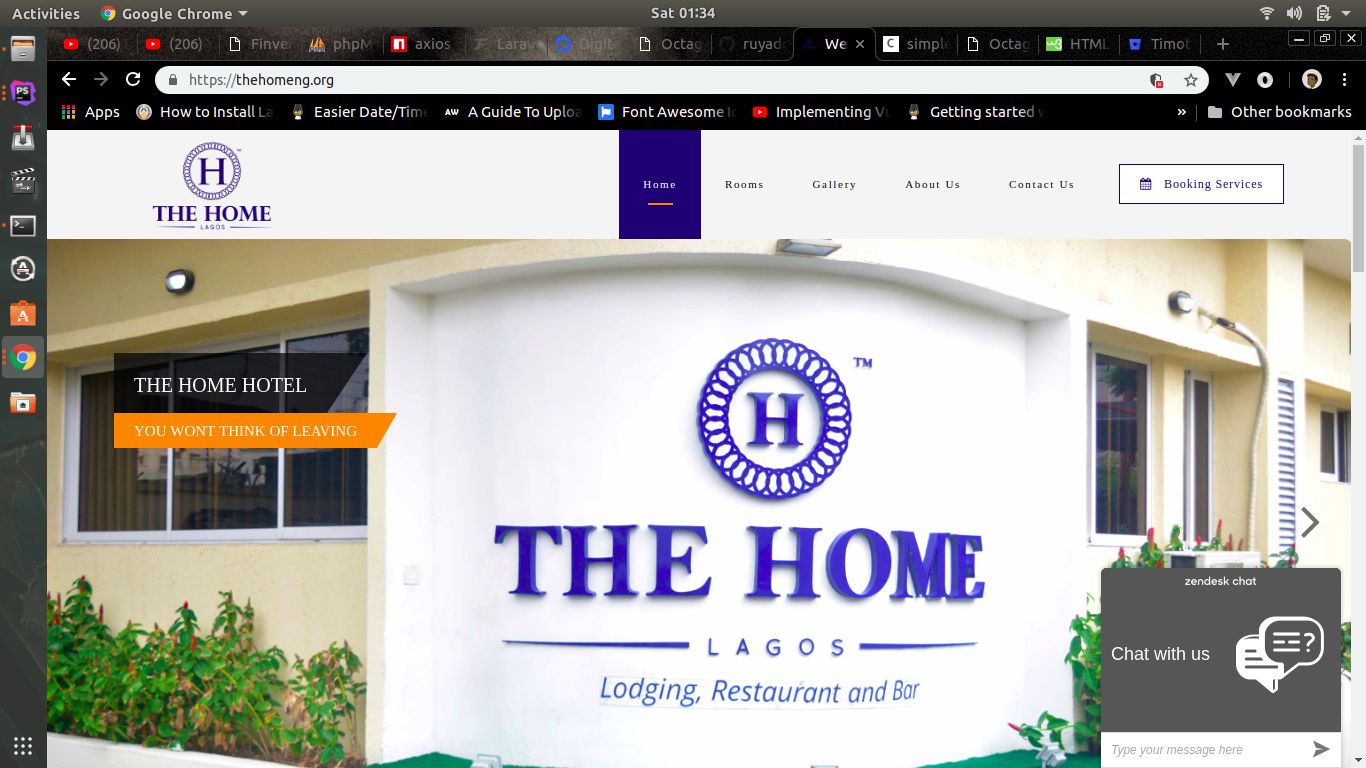 Activities
Google Chrome
Sat 01:34
(206)
(206)
Finve
phpM
axios
Larav
Digita
Octag
ruyad
We
simple
Octag
HTML
Timot
https://thehomeng.org
Apps
How to Install La
Easier Date/Time
AW
A Guide To Uploa
Font Awesome Ic
Implementing Vu
Getting started w
»
Other bookmarks
H
THE HOME
LAGOS
Home
Rooms
Gallery
About Us
Contact Us
Booking Services
THE HOME HOTEL
YOU WONT THINK OF LEAVING
H
TM
THE HOME
LAGOS
Lodging, Restaurant and Bar
zendesk chat
Chat with us
Type your message here